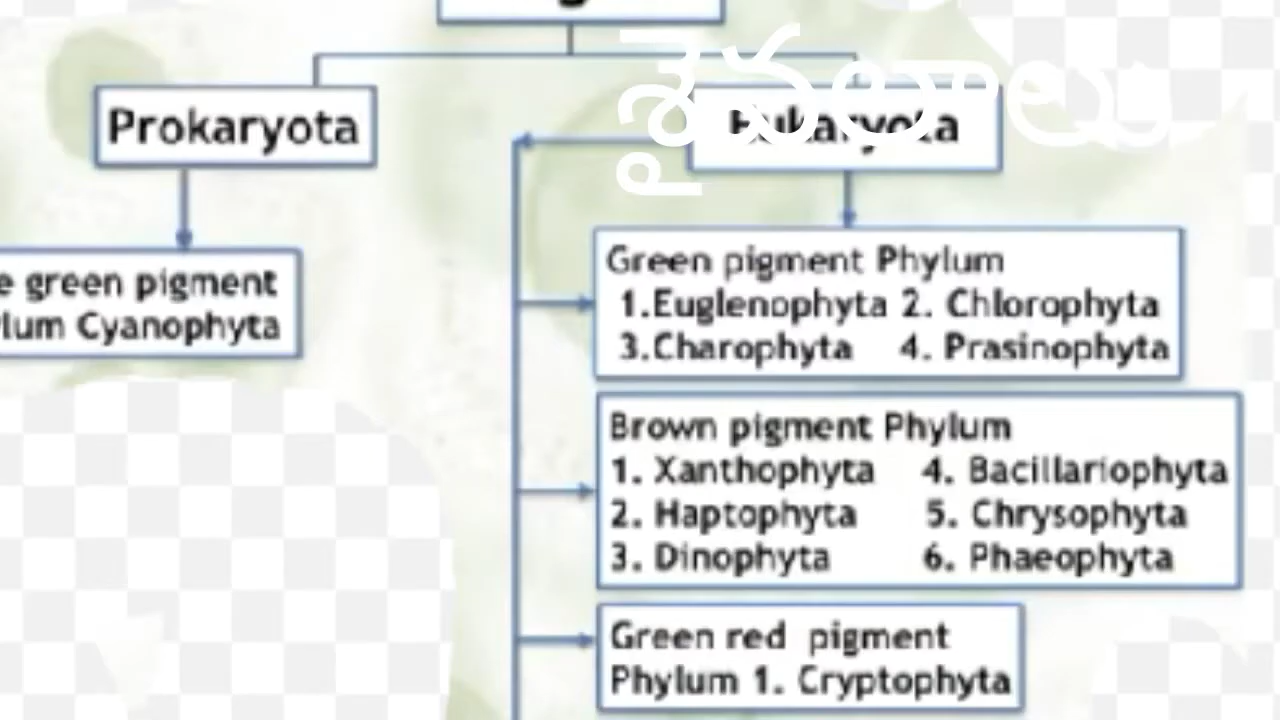 Prokaryota
Eukaryota
e green pigment
lum Cyanophyta
Green pigment Phylum
1.Euglenophyta 2. Chlorophyta
3.Charophyta 4. Prasinophyta
Brown pigment Phylum
1. Xanthophyta 4. Bacillariophyta
2. Haptophyta 5. Chrysophyta
3. Dinophyta 6. Phaeophyta
Green red pigment
Phylum 1. Cryptophyta